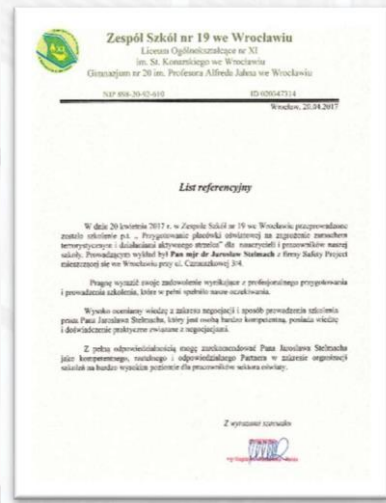 Zespół Szkół nr 19 we Wrocławiu
Liceum Ogólnokształcące nr XI
im. St. Konarskiego we Wrocławiu
Gimnazjum nr 20 im. Profesora Alfreda Jahna we Wrocławiu
NIP 898-20-92-610
Wrocław, 25.04.2017
List referencyjny
W dniu 20 kwietnia 2017 r. w Zespole Szkół nr 19 we Wrocławiu przeprowadzone
zostało szkolenie p.t. „ Przygotowanie placówki oświatowej na zagrożenie zamachem
terrorystycznym i działaniami aktywnego strzelca" dla nauczycieli i pracowników naszej
szkoły. Prowadzącym wykład był Pan mjr dr Jarosław Stelmach z firmy Safety Project
mieszczącej się we Wrocławiu przy ul. 3/4.
Pragnę wyrazić swoje zadowolenie wynikające z profesjonalnego przygotowania
i prowadzenia szkolenia, które w pełni spełniło nasze oczekiwania.
Wysoko oceniamy wiedzę z zakresu negocjacji i sposób prowadzenia szkolenia
przez Pana Jarosława Stelmacha, który jest osobą bardzo kompetentną, posiada wiedzę
i doświadczenie praktyczne związane z negocjacjami.
Z pełną odpowiedzialnością mogę zarekomendować Pana Jarosława Stelmacha
jako kompetentnego, rzetelnego i odpowiedzialnego Partnera w zakresie organizacji
szkoleń na bardzo wysokim poziomie dla pracowników sektora oświaty.
Z wyrazami szacunku